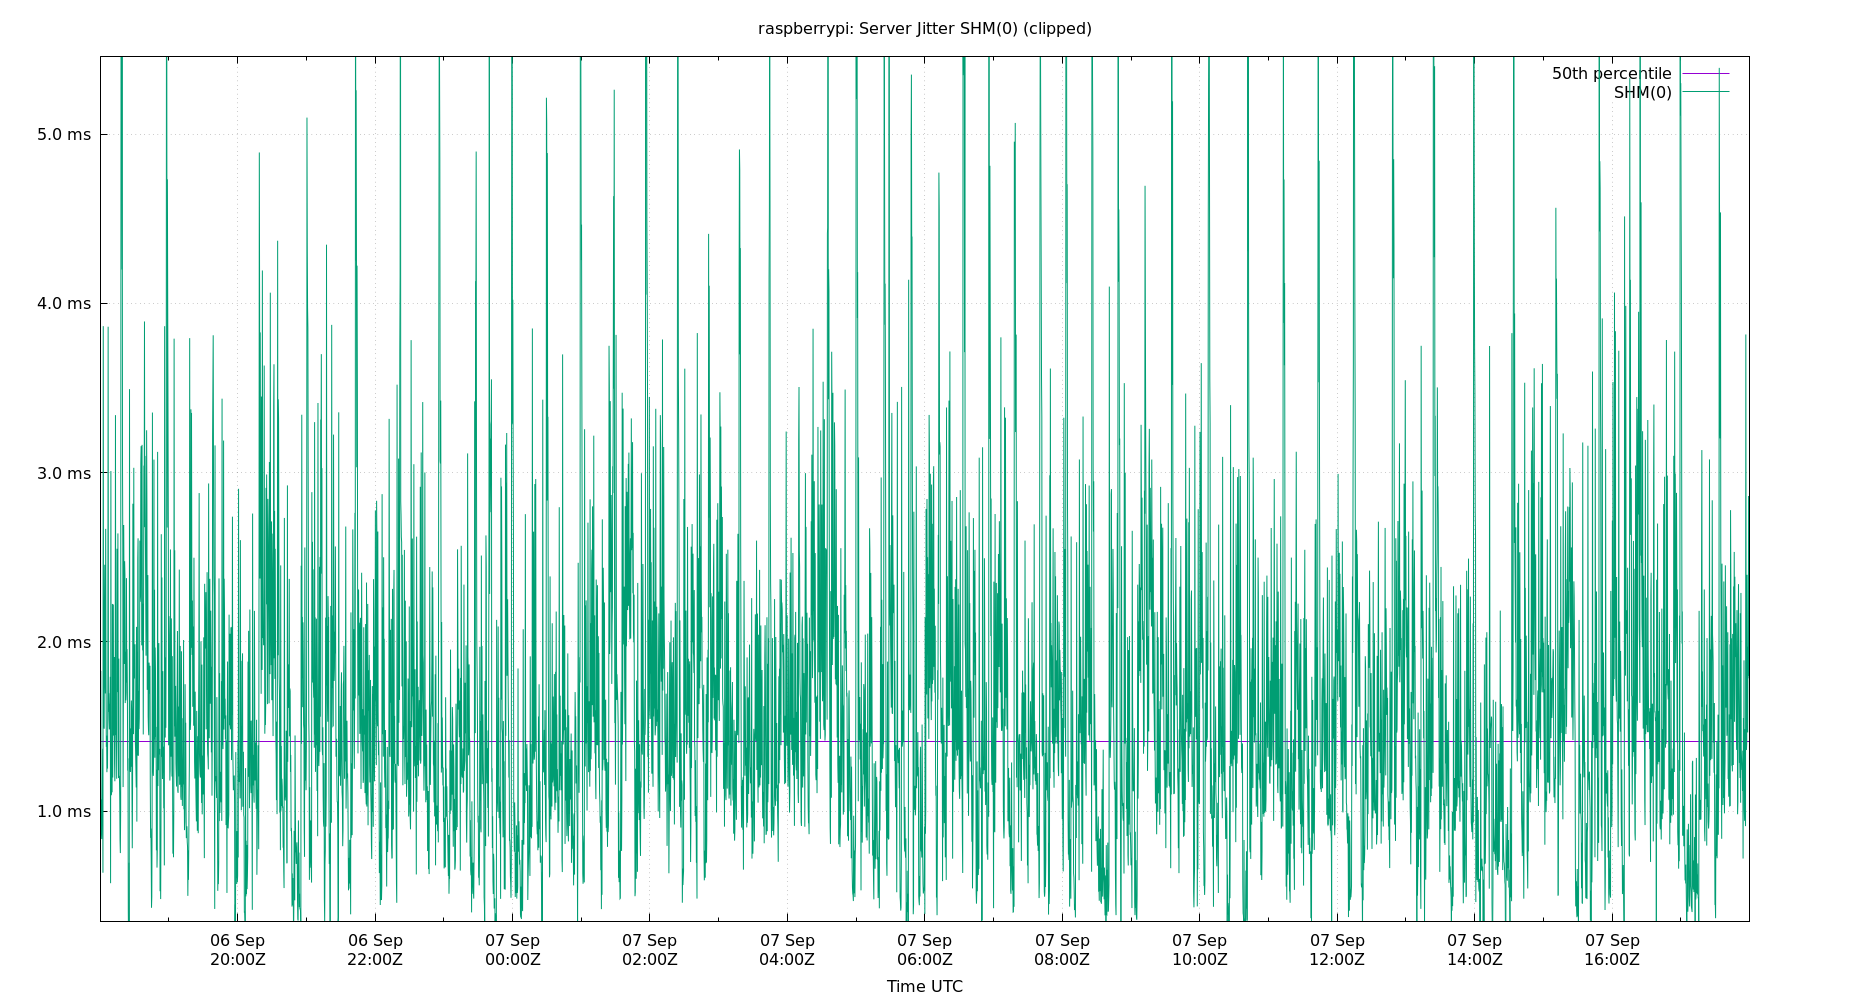 raspberrypi: Server Jitter SHM(0) (clipped)
50th percentile
SHM(0)
5.0 ms
4.0 ms
3.0 ms
2.0 ms
1.0 ms
06 Sep 06 Sep 07 Sep 07 Sep 07 Sep 07 Sep 07 Sep 07 Sep 07 Sep 07 Sep 07 Sep
20:00Z 22:00Z 00:00Z 02:00Z 04:00Z 06:00Z 08:00Z 10:00Z 12:00Z 14:00Z 16:00Z
Time UTC